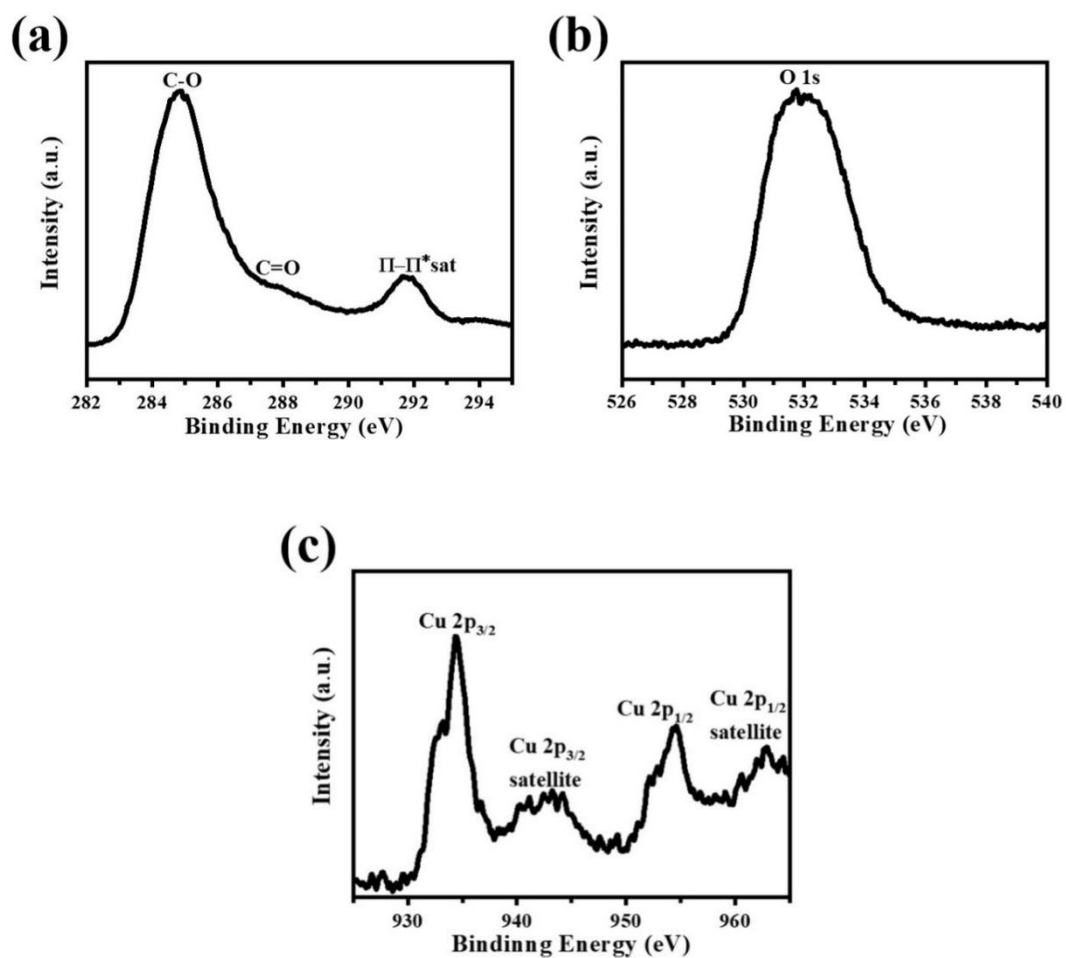 (a)
C-O
C=O
Π–Π*sat
Intensity (a.u.)
282 284 286 288 290 292 294
Binding Energy (eV)
(b)
O 1s
Intensity (a.u.)
526 528 530 532 534 536 538 540
Binding Energy (eV)
(c)
Cu 2p3/2
Cu 2p3/2
satellite
Cu 2p1/2
Cu 2p1/2
satellite
Intensity (a.u.)
930 940 950 960
Bindinng Energy (eV)